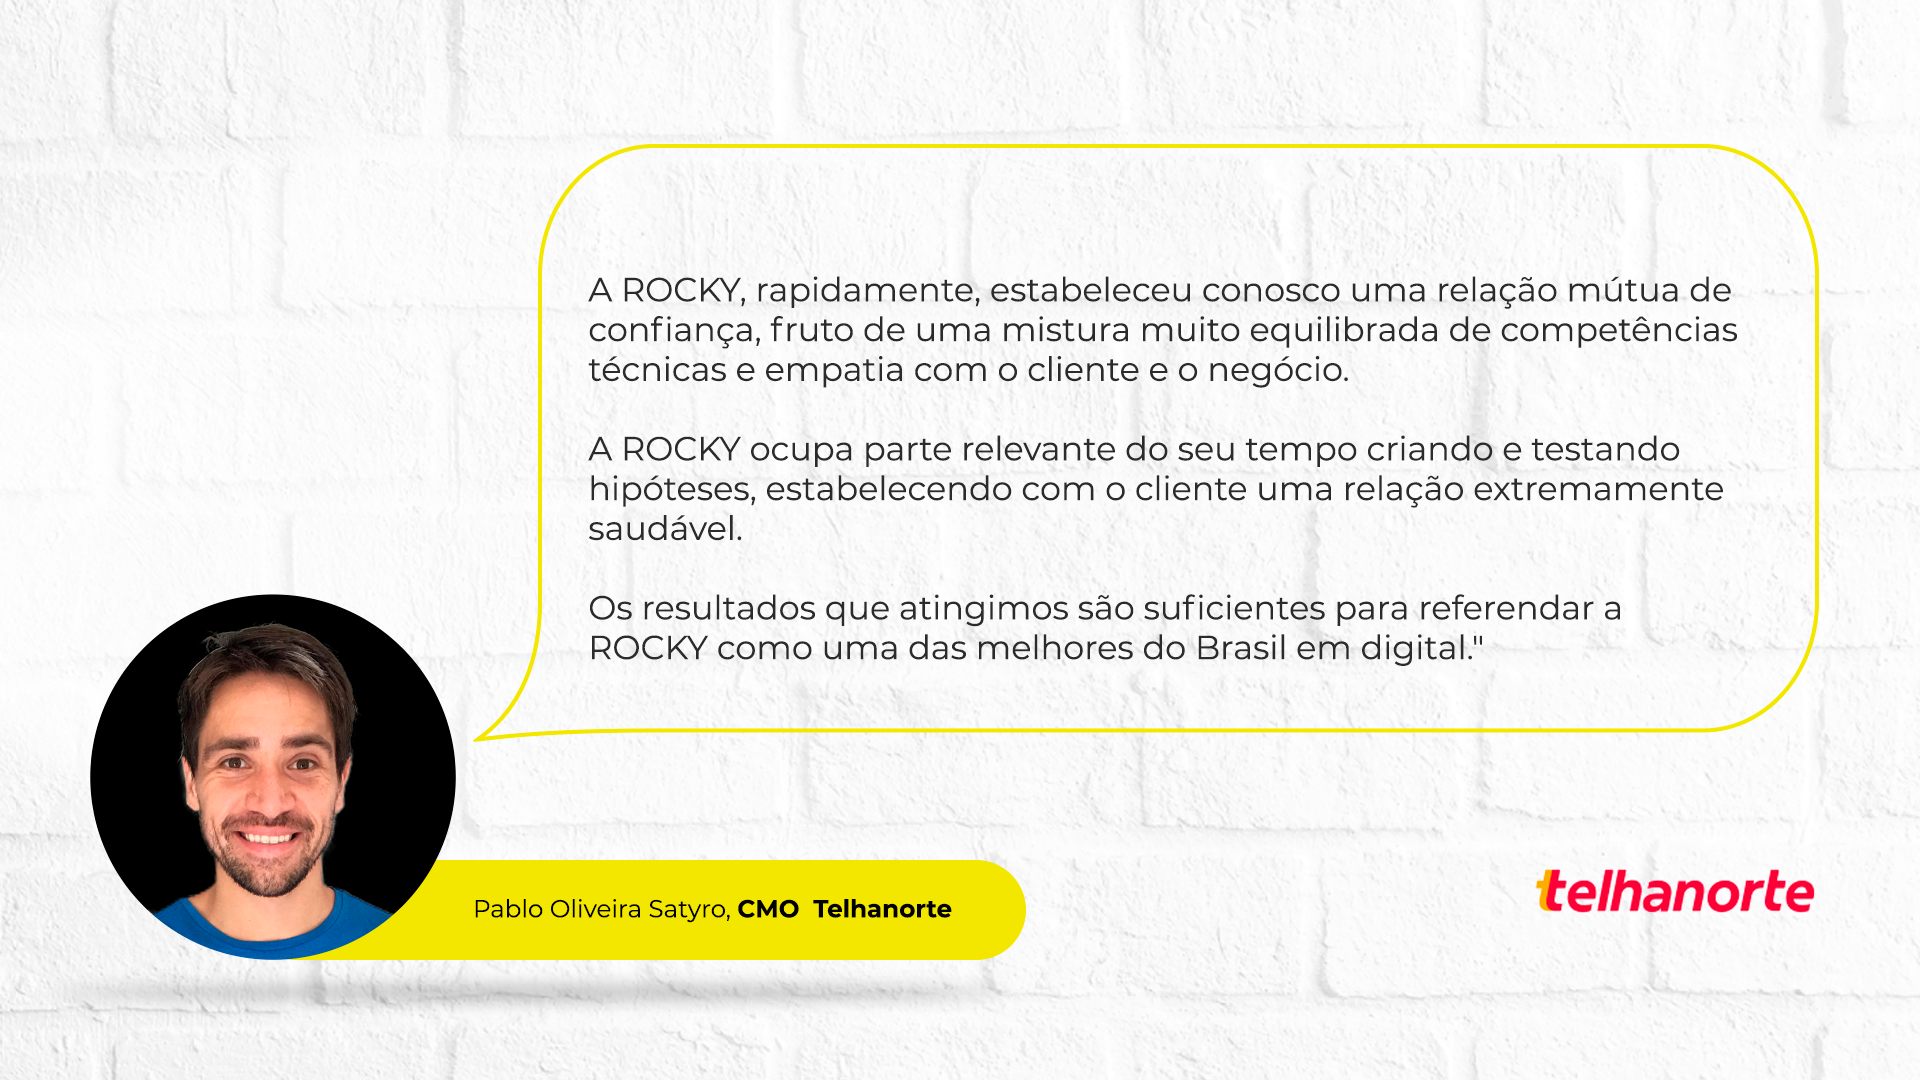 A ROCKY, rapidamente, estabeleceu conosco uma relação mútua de
confiança, fruto de uma mistura muito equilibrada de competências
técnicas e empatia com o cliente e o negócio.
A ROCKY ocupa parte relevante do seu tempo criando e testando
hipóteses, estabelecendo com o cliente uma relação extremamente
saudável.
Os resultados que atingimos são suficientes para referendar a
ROCKY como uma das melhores do Brasil em digital."
Pablo Oliveira Satyro, CMO  Telhanorte
telhanorte